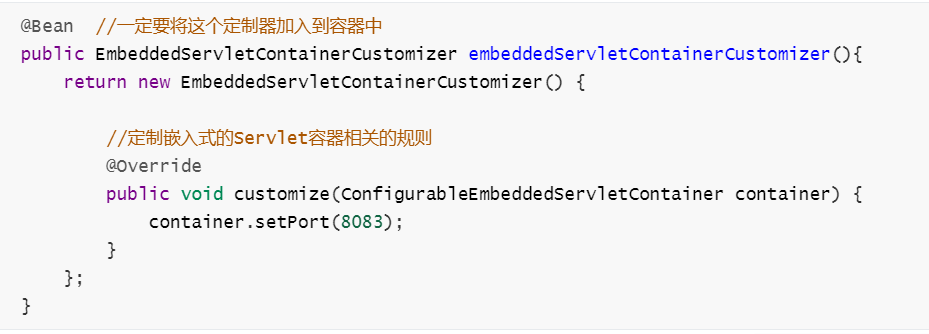 @Bean  //一定要将这个定制器加入到容器中
public EmbeddedServletContainerCustomizer embeddedServletContainerCustomizer(){
    return new EmbeddedServletContainerCustomizer() {
        //定制嵌入式的Servlet容器相关的规则
        @Override
        public void customize(ConfigurableEmbeddedServletContainer container) {
            container.setPort(8083);
        }
    };
}